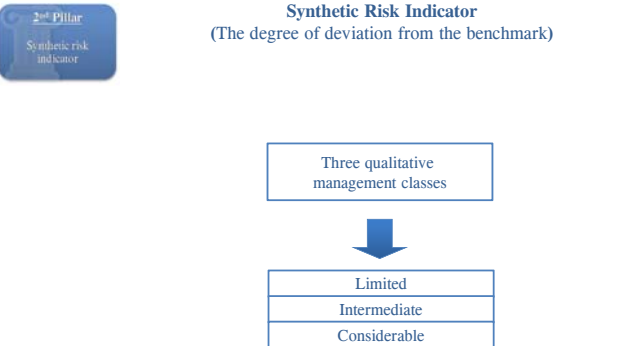 2nd Pillar
Synthetic risk
indicator
Synthetic Risk Indicator
(The degree of deviation from the benchmark)
Three qualitative
management classes
Limited
Intermediate
Considerable